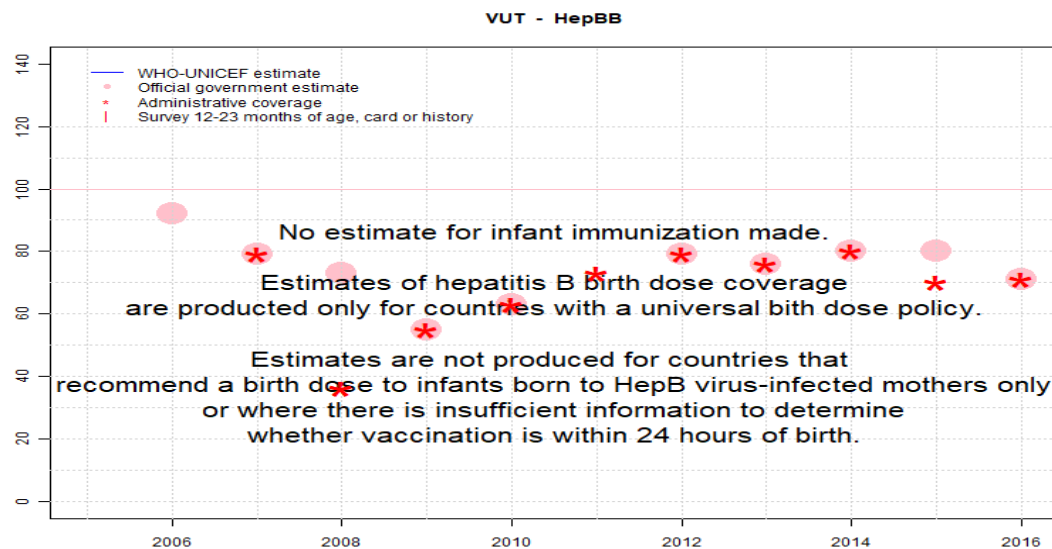 VUT - HepBB
WHO-UNICEF estimate
Official government estimate
Administrative coverage
Survey 12-23 months of age, card or history
140
120
100
80
60
40
20
0
No estimate for infant immunization made.
Estimates of hepatitis B birth dose coverage
are producted only for countries with a universal bith dose policy.
Estimates are not produced for countries that
recommend a birth dose to infants born to HepB virus-infected mothers only
or where there is insufficient information to determine
whether vaccination is within 24 hours of birth.
2006 2008 2010 2012 2014 2016